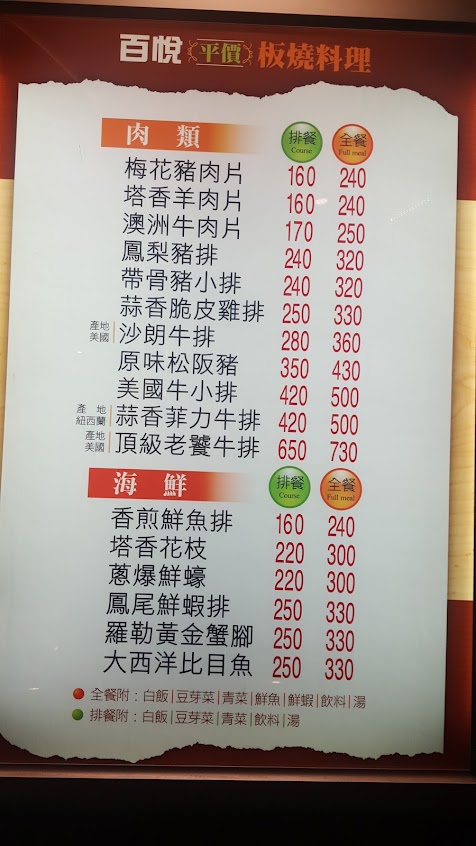 百悅 平價 板燒料理
肉類 排餐 Course 全餐 Full meal
梅花豬肉片 160 240
塔香羊肉片 160 240
澳洲牛肉片 170 250
鳳梨豬排 240 320
帶骨豬小排 240 320
蒜香脆皮雞排 250 330
產地 美國 沙朗牛排 280 360
原味松阪豬 350 430
美國牛小排 420 500
產地 紐西蘭 蒜香菲力牛排 420 500
產地 美國 頂級老饕牛排 650 730
海鮮 排餐 Course 全餐 Full meal
香煎鮮魚排 160 240
塔香花枝 220 300
蔥爆鮮蠔 220 300
鳳尾鮮蝦排 250 330
羅勒黃金蟹腳 250 330
大西洋比目魚 250 330
全餐附：白飯|豆芽菜|青菜|鮮魚|鮮蝦|飲料|湯
排餐附：白飯|豆芽菜|青菜|飲料|湯